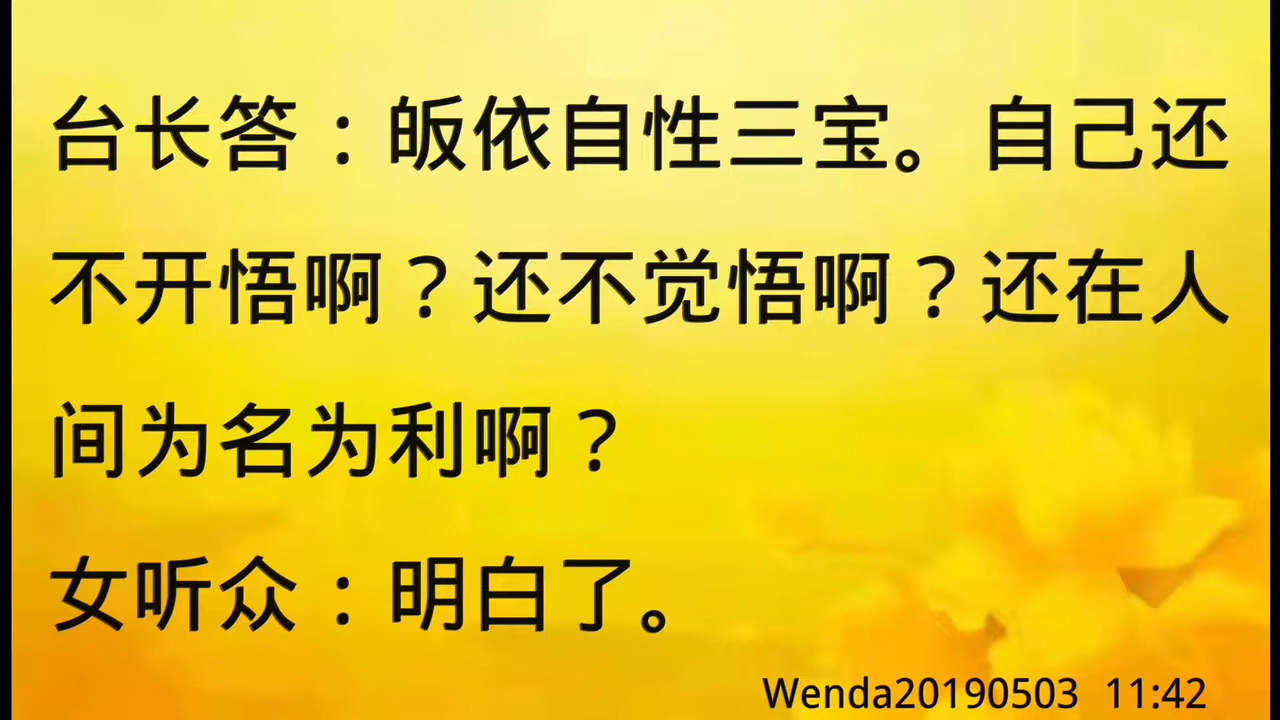 台长答：皈依自性三宝。自己还
不开悟啊？还不觉悟啊？还在人
间为名为利啊？
女听众：明白了。
Wenda20190503 11:42